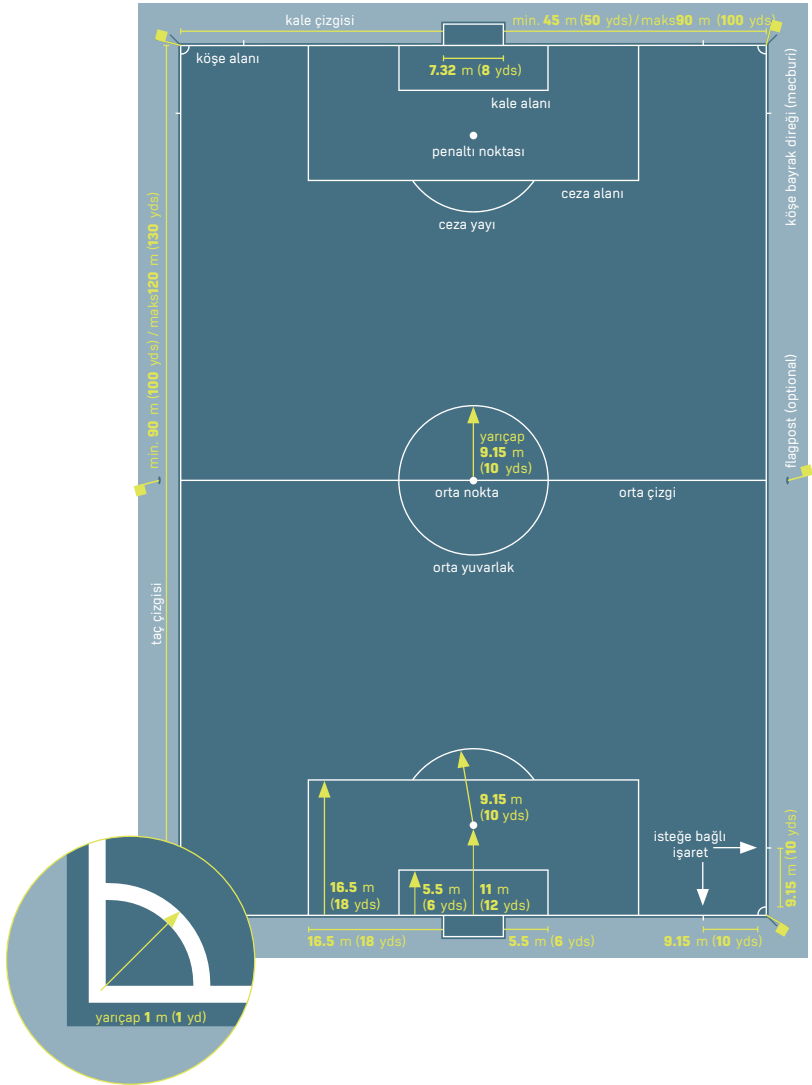 kale çizgisi
min. 45 m (50 yds) / maks90 m (100 yds)
köşe alanı
7.32 m (8 yds)
kale alanı
köşe bayrak direği (mecburi)
penaltı noktası
ceza alanı
ceza yayı
min. 90 m (100 yds) / maks120 m (130 yds)
flagpost (optional)
yarıçap
9.15 m
(10 yds)
orta nokta
orta çizgi
orta yuvarlak
taç çizgisi
9.15 m
(10 yds)
isteğe bağlı
işaret
9.15 m (10 yds)
16.5 m
(18 yds)
5.5 m
(6 yds)
11 m
(12 yds)
16.5 m (18 yds)
5.5 m (6 yds)
9.15 m (10 yds)
yarıçap 1 m (1 yd)